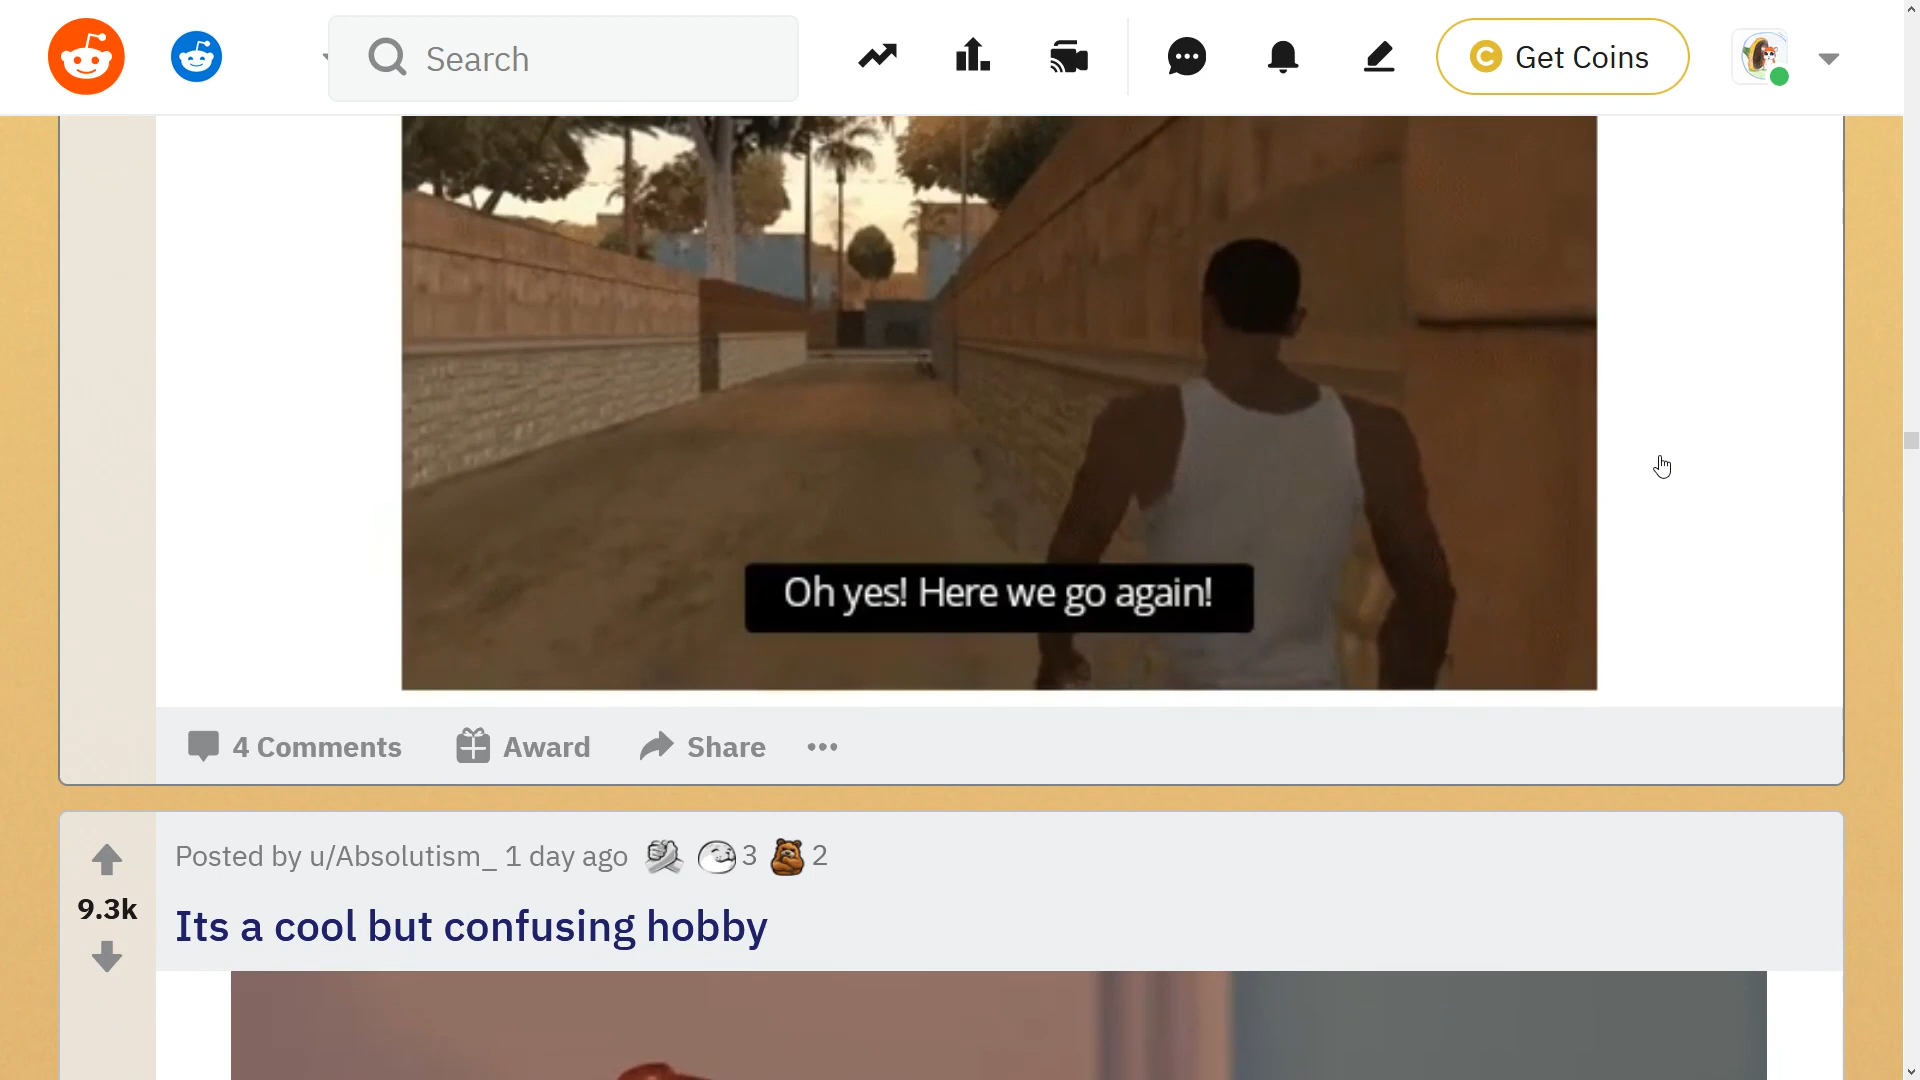 Search
Get Coins
Oh yes! Here we go again!
4 Comments
Award
Share
Posted by u/Absolutism_ 1 day ago
3
2
9.3k
Its a cool but confusing hobby